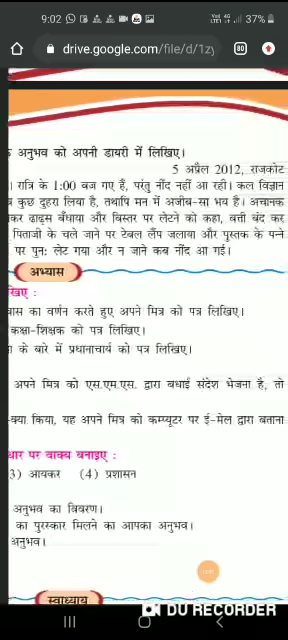 9:02
37%
drive.google.com/file/d/1zy
80
अनुभव को अपनी डायरी में लिखिए।
5 अप्रैल 2012, राजकोट
। रात्रि के 1:00 बज गए हैं, परंतु नींद नहीं आ रही। कल विज्ञान
कुछ दुहरा लिया है, तथापि मन में अजीब-सा भय है। अचानक
कर ढाढ़स बँधाया और बिस्तर पर लेटने को कहा, बत्ती बंद कर
पिताजी के चले जाने पर टेबल लैंप जलाया और पुस्तक के पन्ने
पर पुन: लेट गया और न जाने कब नींद आ गई।
अभ्यास
खिए :
वास का वर्णन करते हुए अपने मित्र को पत्र लिखिए।
कक्षा-शिक्षक को पत्र लिखिए।
के बारे में प्रधानाचार्य को पत्र लिखिए।
अपने मित्र को एस.एम.एस. द्वारा बधाई संदेश भेजना है, तो
-क्या किया, यह अपने मित्र को कम्प्यूटर पर ई-मेल द्वारा बताना
धार पर वाक्य बनाइए :
3) आयकर (4) प्रशासन
अनुभव का विवरण।
का पुरस्कार मिलने का आपका अनुभव।
अनुभव।
स्वाध्याय
DU RECORDER